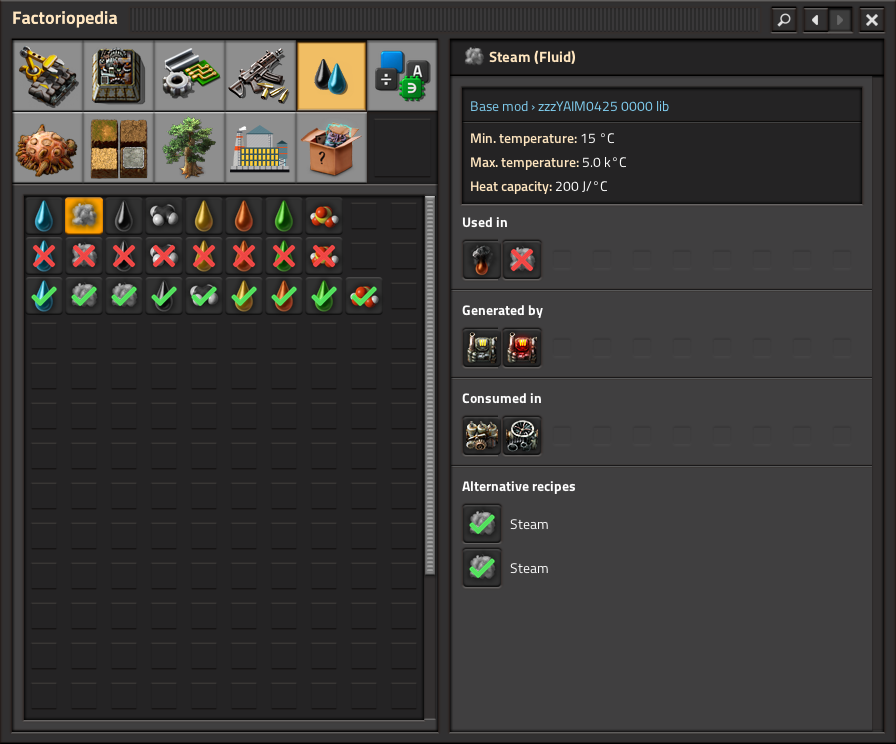 Factoriopedia
Steam (Fluid)
Base mod › zzzYAIM0425 0000 lib
Min. temperature: 15 °C
Max. temperature: 5.0 k°C
Heat capacity: 200 J/°C
Used in
Generated by
Consumed in
Alternative recipes
Steam
Steam